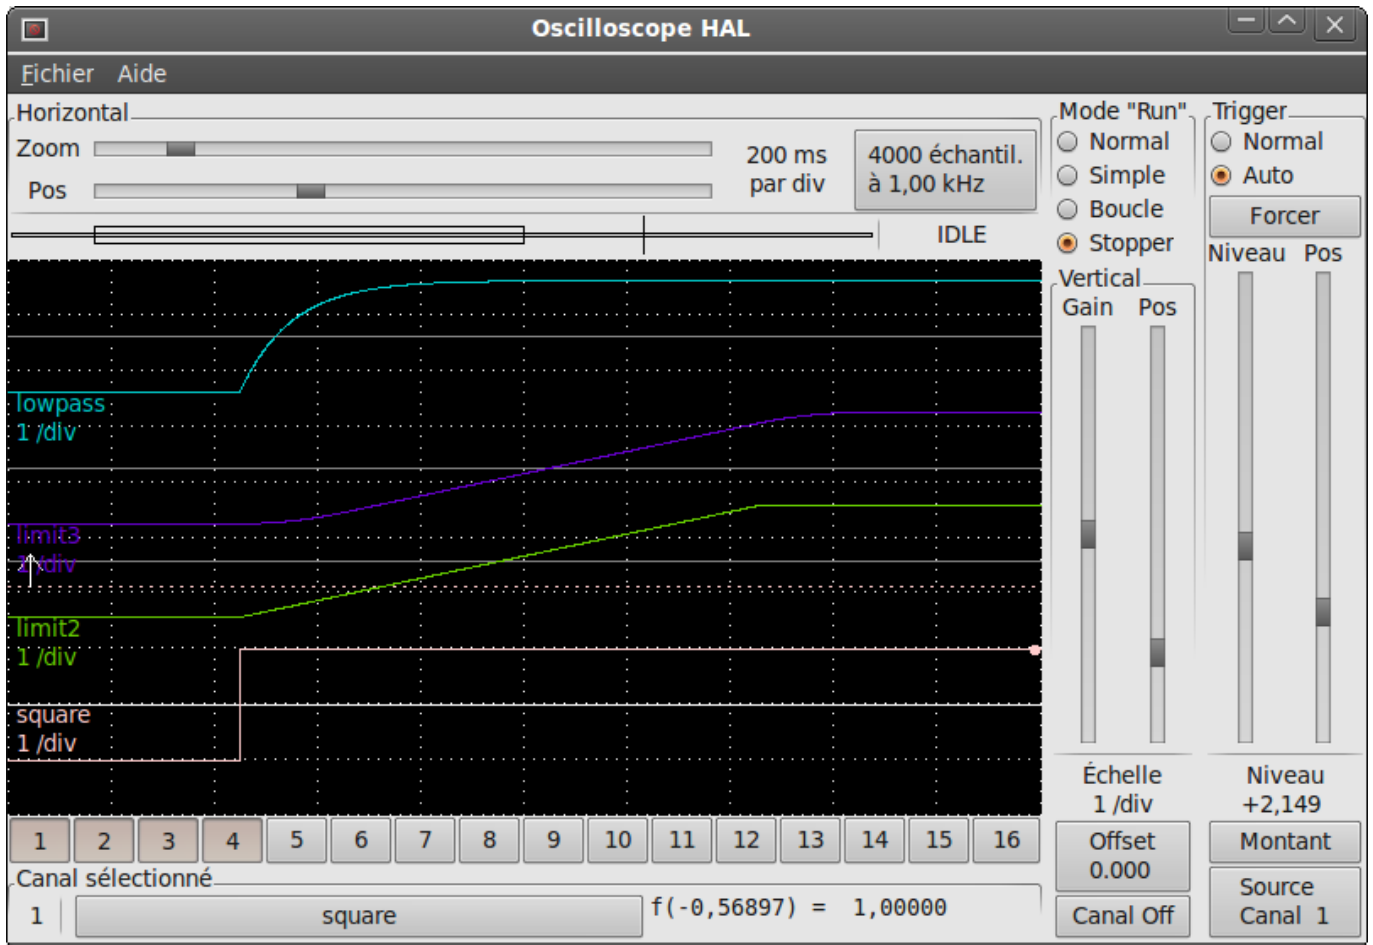 Oscilloscope HAL
Fichier Aide
Horizontal
Zoom
Pos
200 ms
par div
4000 échantil.
à 1,00 kHz
IDLE
Mode "Run"
Normal
Simple
Boucle
Stopper
Trigger
Normal
Auto
Forcer
Niveau Pos
Vertical
Gain Pos
lowpass
1 /div
limit3
1 /div
limit2
1 /div
square
1 /div
Échelle
1 /div
Offset
0.000
Canal Off
Niveau
+2,149
Montant
Source
Canal 1
1 2 3 4 5 6 7 8 9 10 11 12 13 14 15 16
Canal sélectionné
1 square f(-0,56897) = 1,00000